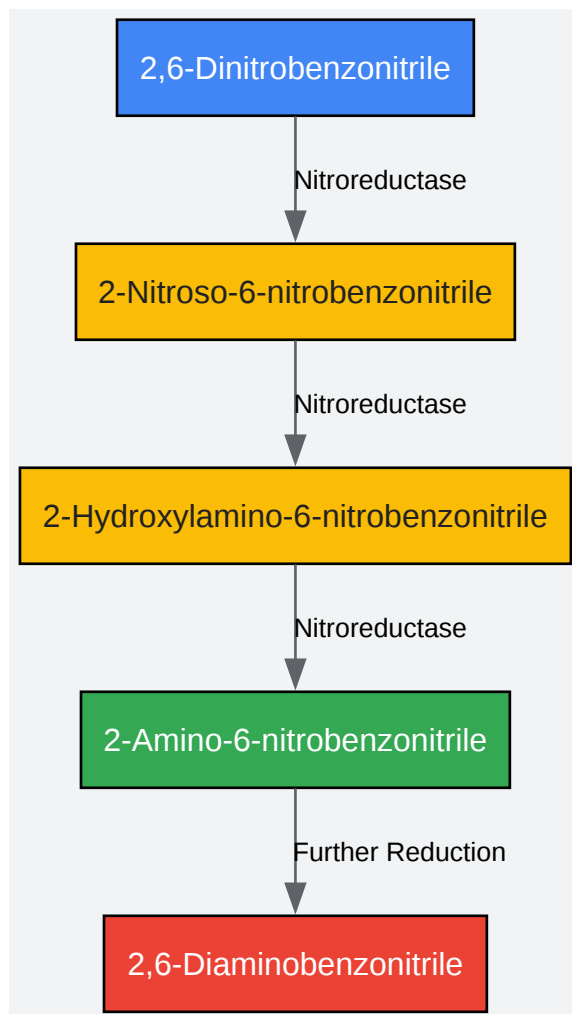 2,6-Dinitrobenzonitrile
Nitroreductase
2-Nitroso-6-nitrobenzonitrile
Nitroreductase
2-Hydroxylamino-6-nitrobenzonitrile
Nitroreductase
2-Amino-6-nitrobenzonitrile
Further Reduction
2,6-Diaminobenzonitrile